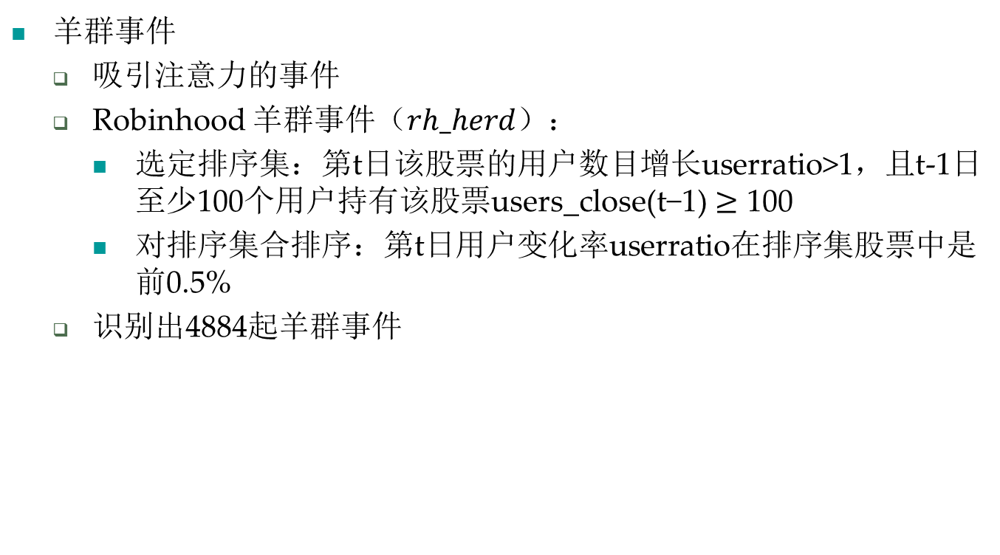 羊群事件
吸引注意力的事件
Robinhood 羊群事件（rh_herd）：
选定排序集：第t日该股票的用户数目增长userratio>1，且t-1日
至少100个用户持有该股票users_close(t−1) ≥ 100
对排序集合排序：第t日用户变化率userratio在排序集股票中是
前0.5%
识别出4884起羊群事件